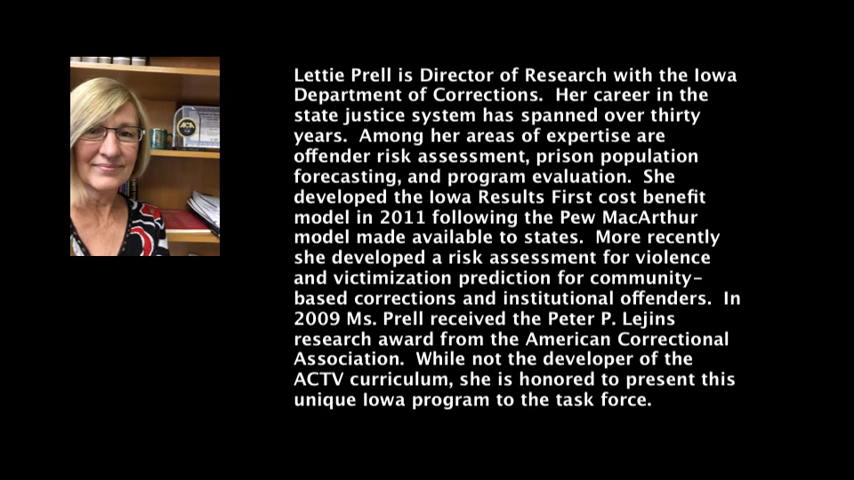 Lettie Prell is Director of Research with the Iowa
Department of Corrections.  Her career in the
state justice system has spanned over thirty
years.  Among her areas of expertise are
offender risk assessment, prison population
forecasting, and program evaluation.  She
developed the Iowa Results First cost benefit
model in 2011 following the Pew MacArthur
model made available to states.  More recently
she developed a risk assessment for violence
and victimization prediction for community-
based corrections and institutional offenders.  In
2009 Ms. Prell received the Peter P. Lejins
research award from the American Correctional
Association.  While not the developer of the
ACTV curriculum, she is honored to present this
unique Iowa program to the task force.